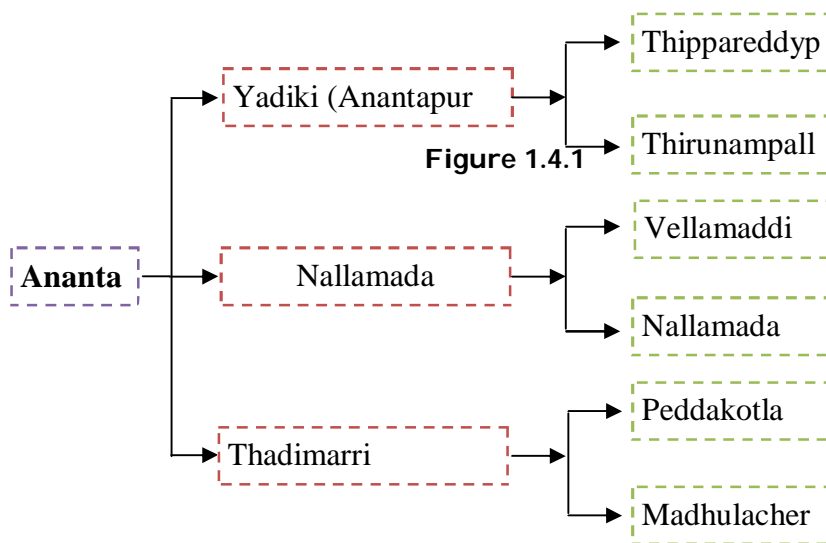 Thippareddyp
Yadiki (Anantapur
Thirunampall
Figure 1.4.1
Vellamaddi
Ananta
Nallamada
Nallamada
Peddakotla
Thadimarri
Madhulacher